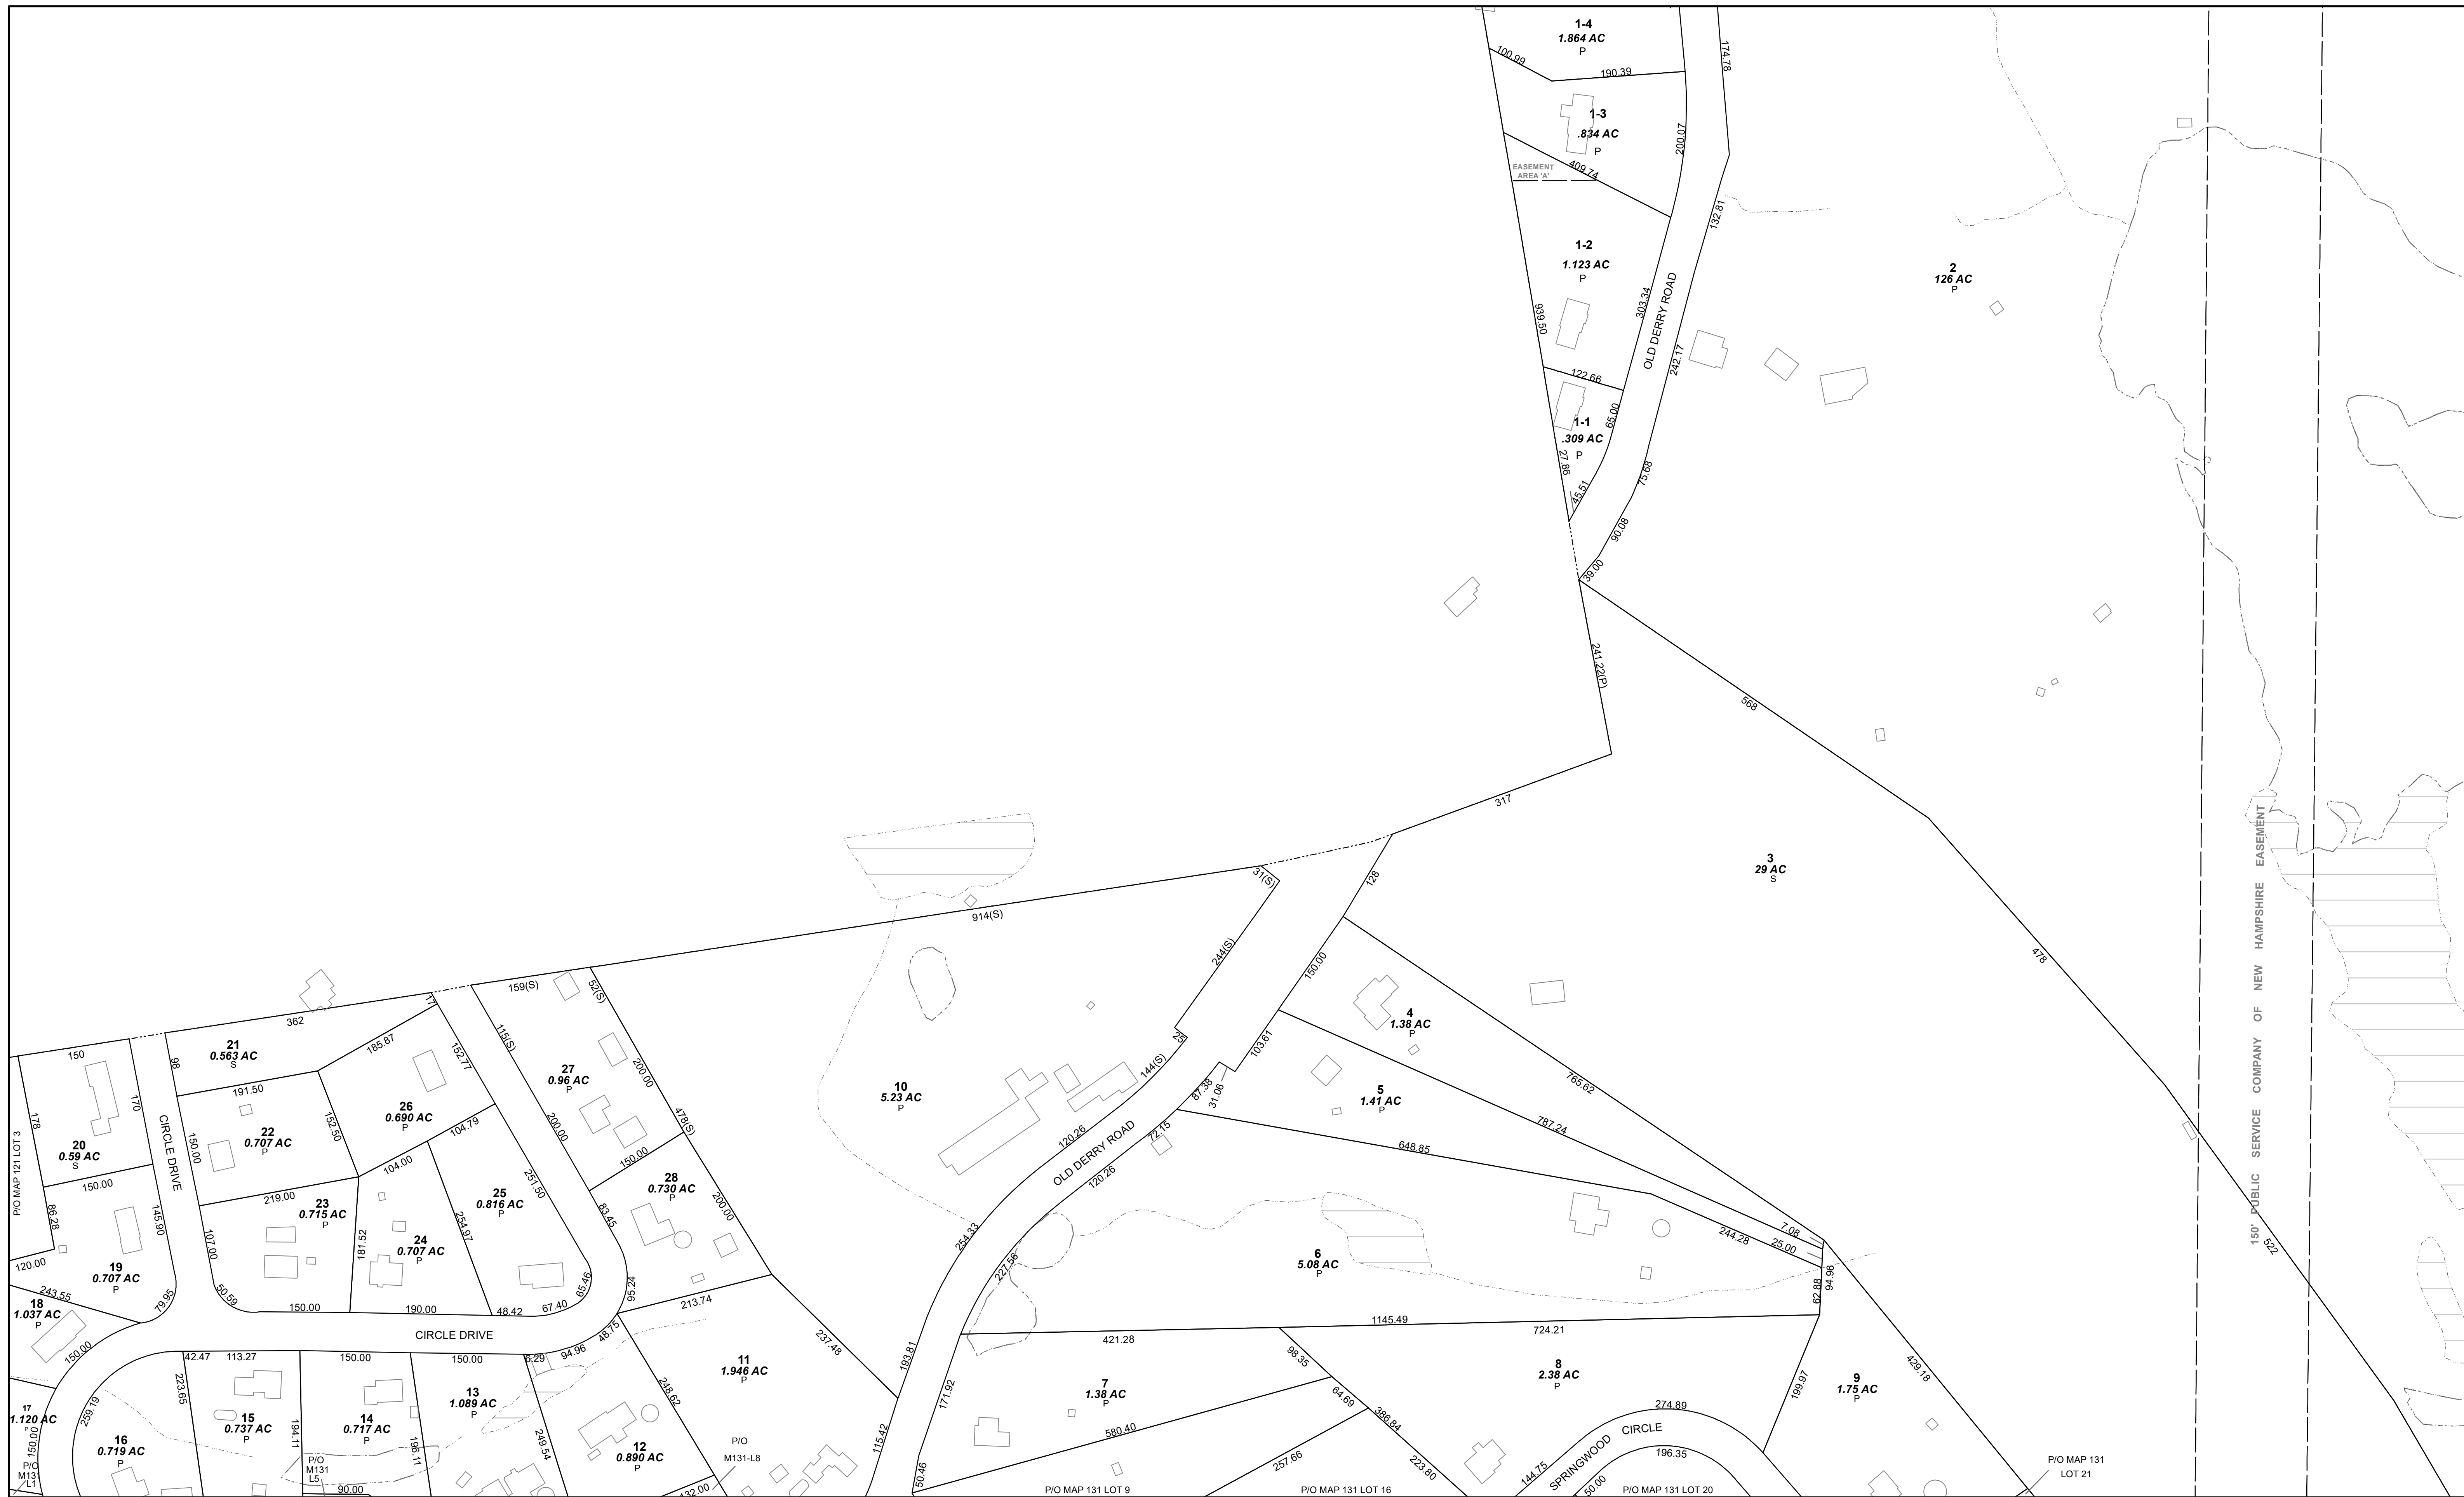 1-4
1.864 AC
P
100.99
190.39
174.78
1-3
.834 AC
P
200.07
EASEMENT
AREA 'A'
409.74
132.81
1-2
1.123 AC
P
939.50
303.34
OLD DERRY ROAD
242.17
2
126 AC
P
122.66
65.00
1-1
.309 AC
P
27.86
45.51
75.68
90.08
39.00
241.22(P)
568
317
3
29 AC
S
128
31(S)
914(S)
244(S)
150.00
478
150' PUBLIC SERVICE COMPANY OF NEW HAMPSHIRE EASEMENT
522
159(S)
52(S)
17
362
150
98
21
0.563 AC
S
185.87
152.77
115(S)
191.50
170
178
CIRCLE DRIVE
P/O MAP 121 LOT 3
20
0.59 AC
S
150.00
150.00
22
0.707 AC
P
152.50
26
0.690 AC
P
104.79
104.00
27
0.96 AC
P
200.00
200.00
478(S)
150.00
10
5.23 AC
P
25
144(S)
103.61
4
1.38 AC
P
87.38
31.06
5
1.41 AC
P
765.62
787.24
648.85
72.15
120.26
OLD DERRY ROAD
120.26
219.00
23
0.715 AC
P
86.28
145.90
107.00
181.52
24
0.707 AC
P
254.97
25
0.816 AC
P
251.50
28
0.730 AC
P
200.00
83.45
254.33
227.56
6
5.08 AC
P
7.08
244.28
25.00
94.96
62.88
120.00
19
0.707 AC
P
243.55
18
1.037 AC
P
79.95
50.59
150.00
190.00
48.42
67.40
65.46
95.24
213.74
48.75
CIRCLE DRIVE
237.48
193.81
1145.49
421.28
724.21
150.00
42.47
113.27
150.00
150.00
6.29
94.96
11
1.946 AC
P
98.35
8
2.38 AC
P
199.97
429.18
9
1.75 AC
P
7
1.38 AC
P
171.92
64.69
386.84
274.89
223.65
259.19
17
1.120 AC
P
150.00
16
0.719 AC
P
15
0.737 AC
P
194.11
14
0.717 AC
P
196.11
13
1.089 AC
P
249.54
12
0.890 AC
P
248.62
115.42
580.40
50.46
257.66
223.80
144.75
SPRINGWOOD CIRCLE
196.35
50.00
P/O
M131
L1
P/O
M131
L5
90.00
P/O
M131-L8
132.00
P/O MAP 131 LOT 9
P/O MAP 131 LOT 16
P/O MAP 131 LOT 20
P/O MAP 131
LOT 21